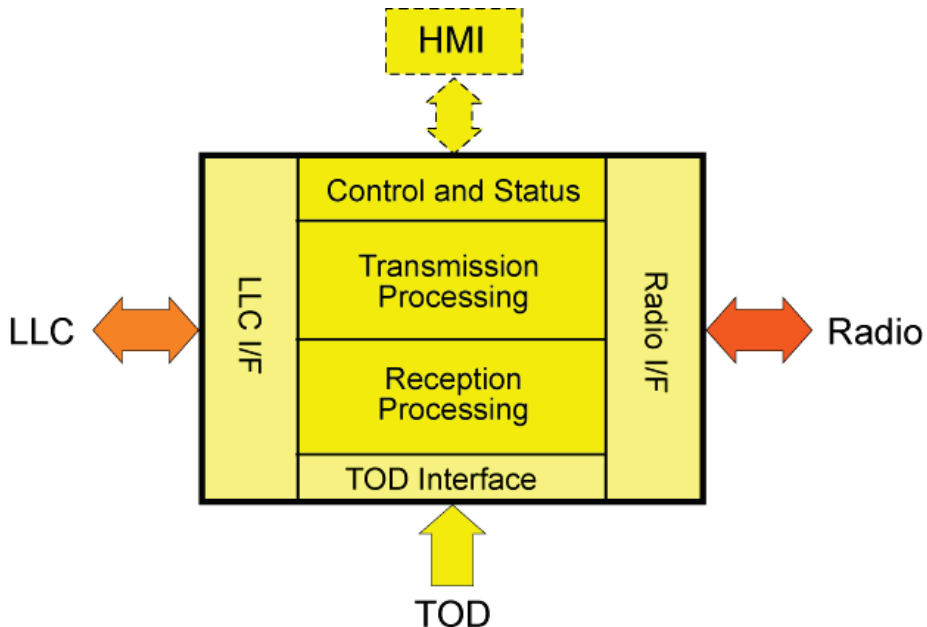 HMI
Control and Status
Transmission
Processing
Reception
Processing
TOD Interface
LLC I/F
Radio I/F
LLC
Radio
TOD